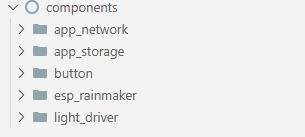 components
app_network
app_storage
button
esp_rainmaker
light_driver